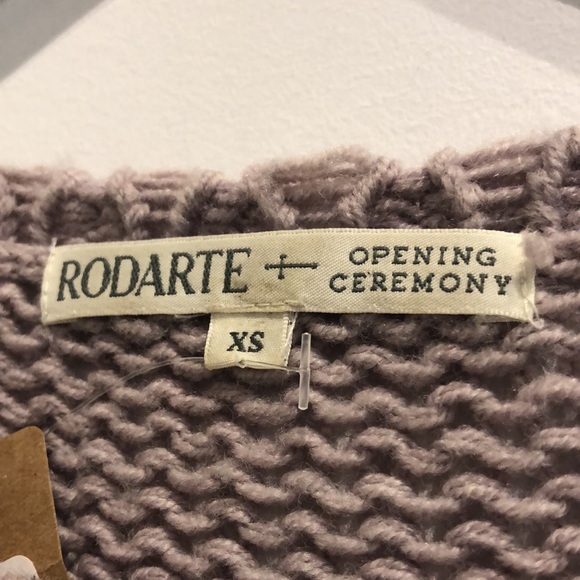 RODARTE
OPENING
CEREMONY
XS